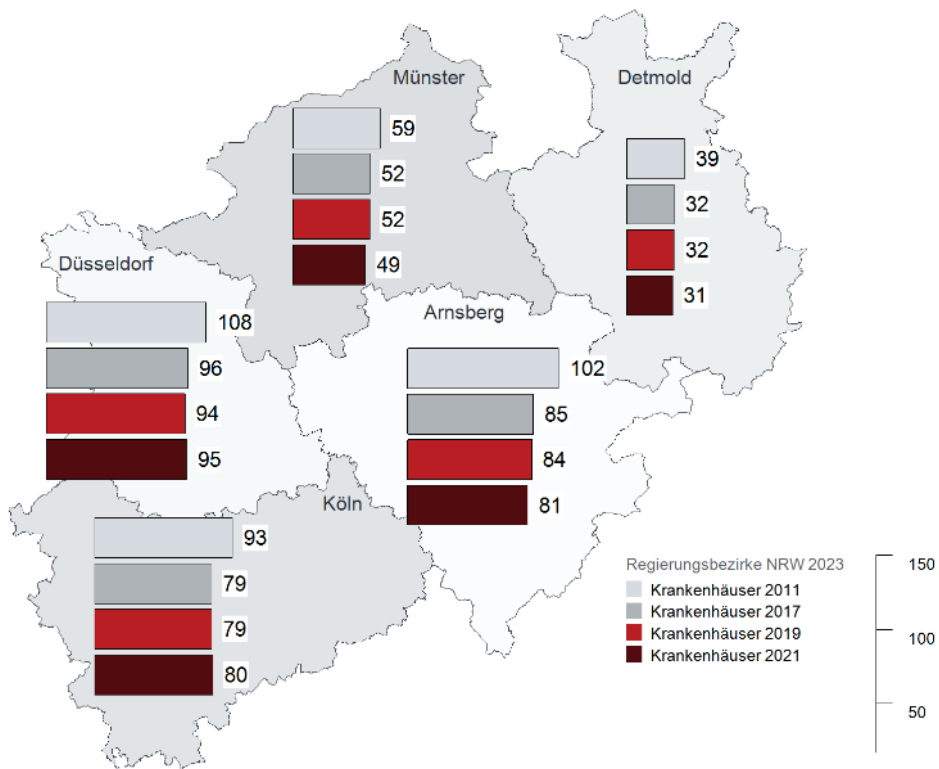 Münster
59
52
52
49
Detmold
39
32
32
31
Düsseldorf
108
96
94
95
Arnsberg
102
85
84
81
Köln
93
79
79
80
Regierungsbezirke NRW 2023
Krankenhäuser 2011
Krankenhäuser 2017
Krankenhäuser 2019
Krankenhäuser 2021
150
100
50